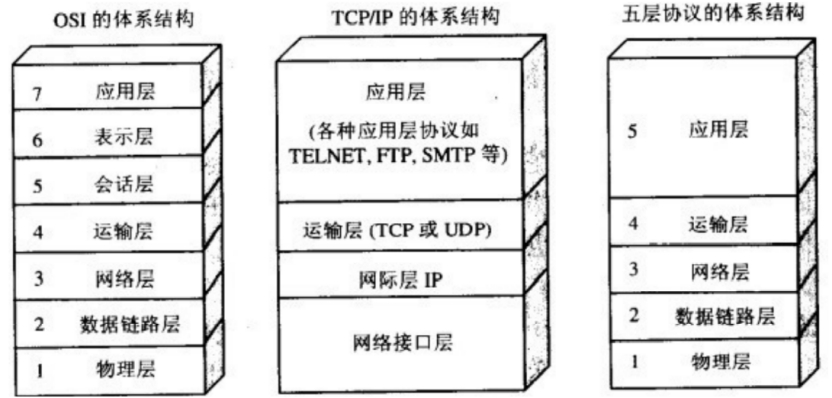 OSI 的体系结构
7 应用层
6 表示层
5 会话层
4 运输层
3 网络层
2 数据链路层
1 物理层
TCP/IP 的体系结构
应用层
(各种应用层协议如
TELNET, FTP, SMTP 等)
运输层 (TCP 或 UDP)
网际层 IP
网络接口层
五层协议的体系结构
5 应用层
4 运输层
3 网络层
2 数据链路层
1 物理层